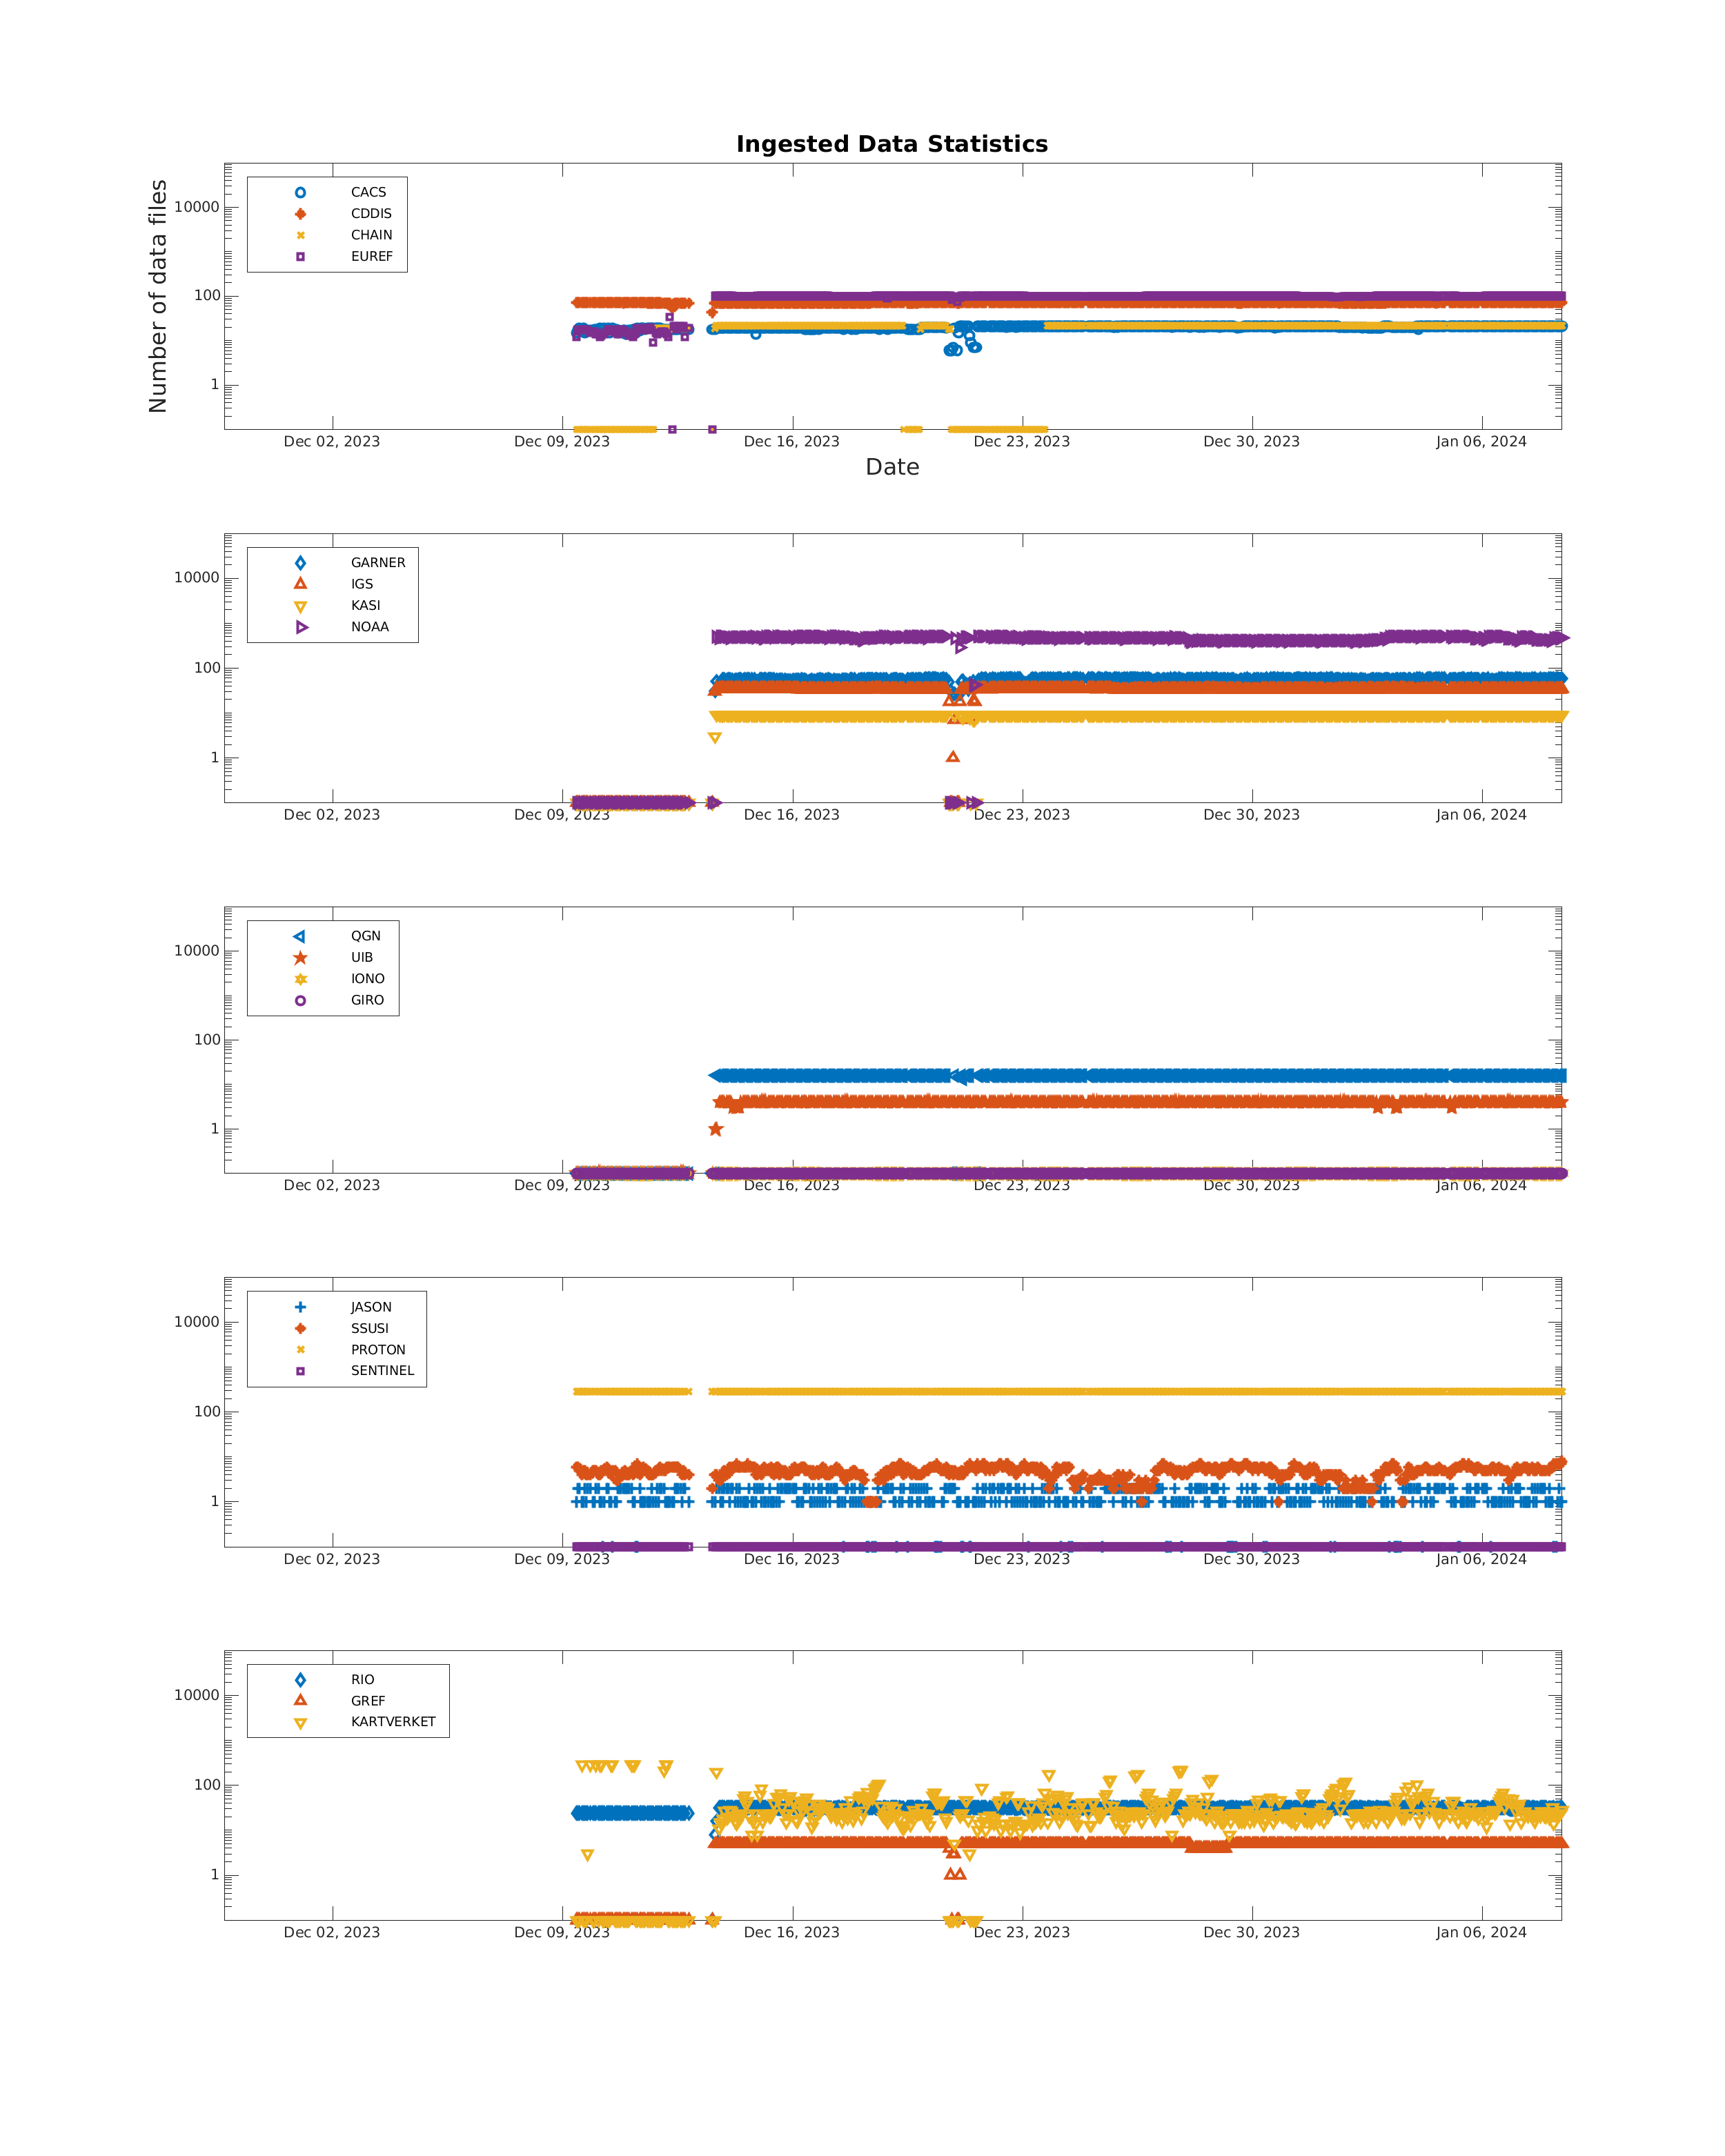 Ingested Data Statistics
Number of data files
CACS
CDDIS
CHAIN
EUREF
10000
100
1
Dec 02, 2023 Dec 09, 2023 Dec 16, 2023 Dec 23, 2023 Dec 30, 2023 Jan 06, 2024
Date
GARNER
IGS
KASI
NOAA
10000
100
1
Dec 02, 2023 Dec 09, 2023 Dec 16, 2023 Dec 23, 2023 Dec 30, 2023 Jan 06, 2024
QGN
UIB
IONO
GIRO
10000
100
1
Dec 02, 2023 Dec 09, 2023 Dec 16, 2023 Dec 23, 2023 Dec 30, 2023 Jan 06, 2024
JASON
SSUSI
PROTON
SENTINEL
10000
100
1
Dec 02, 2023 Dec 09, 2023 Dec 16, 2023 Dec 23, 2023 Dec 30, 2023 Jan 06, 2024
RIO
GREF
KARTVERKET
10000
100
1
Dec 02, 2023 Dec 09, 2023 Dec 16, 2023 Dec 23, 2023 Dec 30, 2023 Jan 06, 2024